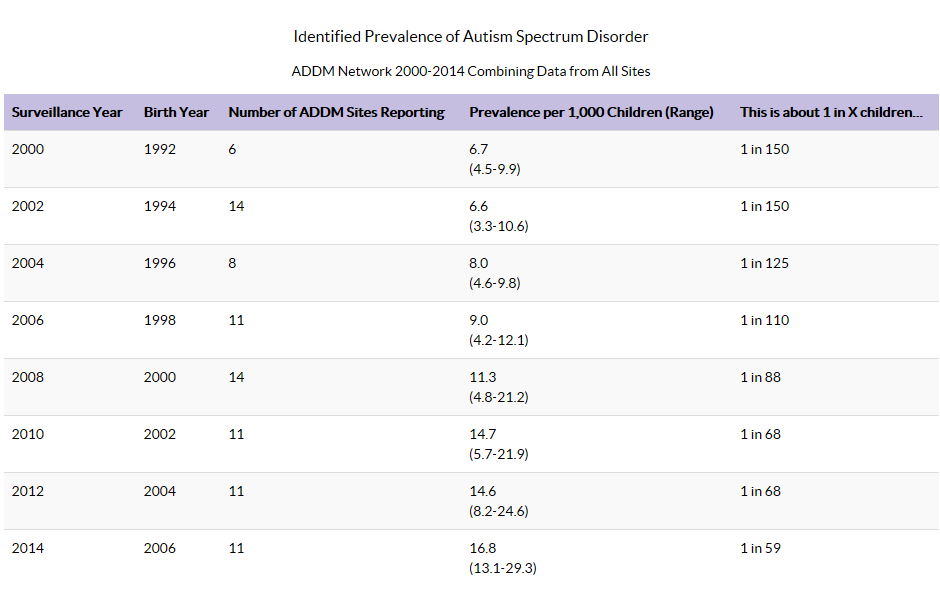 Identified Prevalence of Autism Spectrum Disorder
ADDM Network 2000-2014 Combining Data from All Sites
Surveillance Year Birth Year Number of ADDM Sites Reporting Prevalence per 1,000 Children (Range) This is about 1 in X children...
2000 1992 6 6.7 1 in 150
(4.5-9.9)
2002 1994 14 6.6 1 in 150
(3.3-10.6)
2004 1996 8 8.0 1 in 125
(4.6-9.8)
2006 1998 11 9.0 1 in 110
(4.2-12.1)
2008 2000 14 11.3 1 in 88
(4.8-21.2)
2010 2002 11 14.7 1 in 68
(5.7-21.9)
2012 2004 11 14.6 1 in 68
(8.2-24.6)
2014 2006 11 16.8 1 in 59
(13.1-29.3)